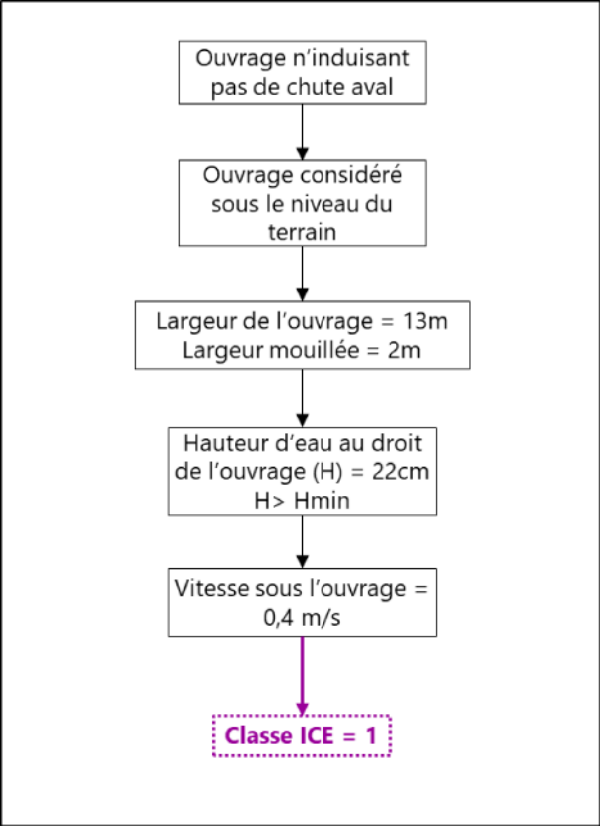 Ouvrage n'induisant
pas de chute aval
Ouvrage considéré
sous le niveau du
terrain
Largeur de l'ouvrage = 13m
Largeur mouillée = 2m
Hauteur d'eau au droit
de l'ouvrage (H) = 22cm
H> Hmin
Vitesse sous l'ouvrage =
0,4 m/s
Classe ICE = 1